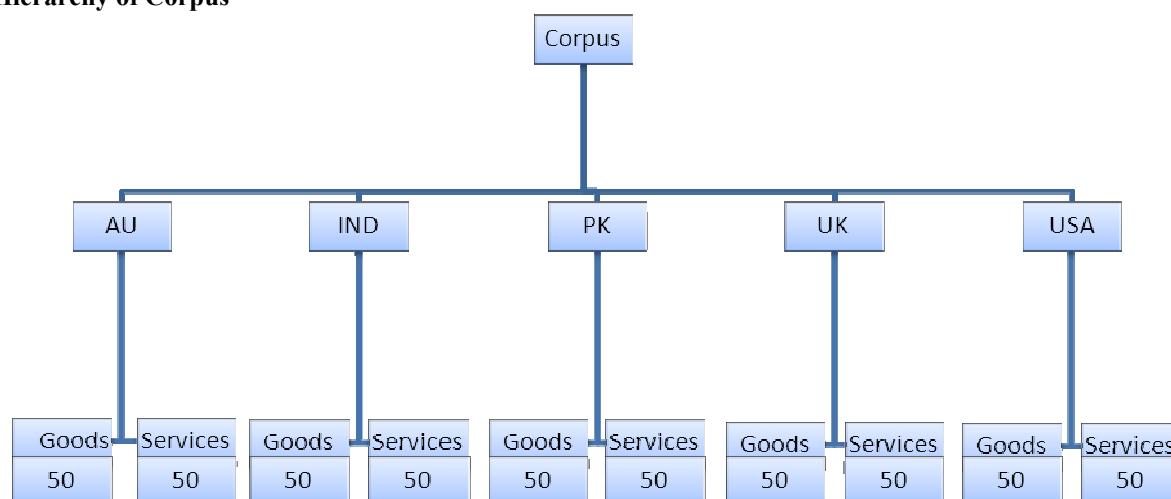 Hierarchy of Corpus
Corpus
AU IND PK UK USA
Goods Services Goods Services Goods Services Goods Services Goods Services
50 50 50 50 50 50 50 50 50 50